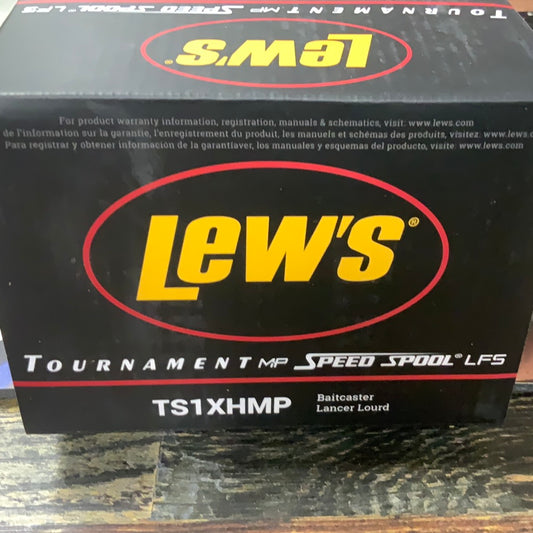 TOURNAMENT MP SPEED SPOOL® LFS
LEW'S®
For product warranty information, registration, manuals & schematics, visit: www.lews.com
de l'information sur la garantie, l'enregistrement du produit, les manuels et schémas des produits, visitez: www.lews.c
Para registrar y obtener información de la garantiaver, los manuales y esquemas del producto, visite: www.lews.com
LEW'S®
TOURNAMENT MP SPEED SPOOL® LFS
TS1XHMP
Baitcaster
Lancer Lourd